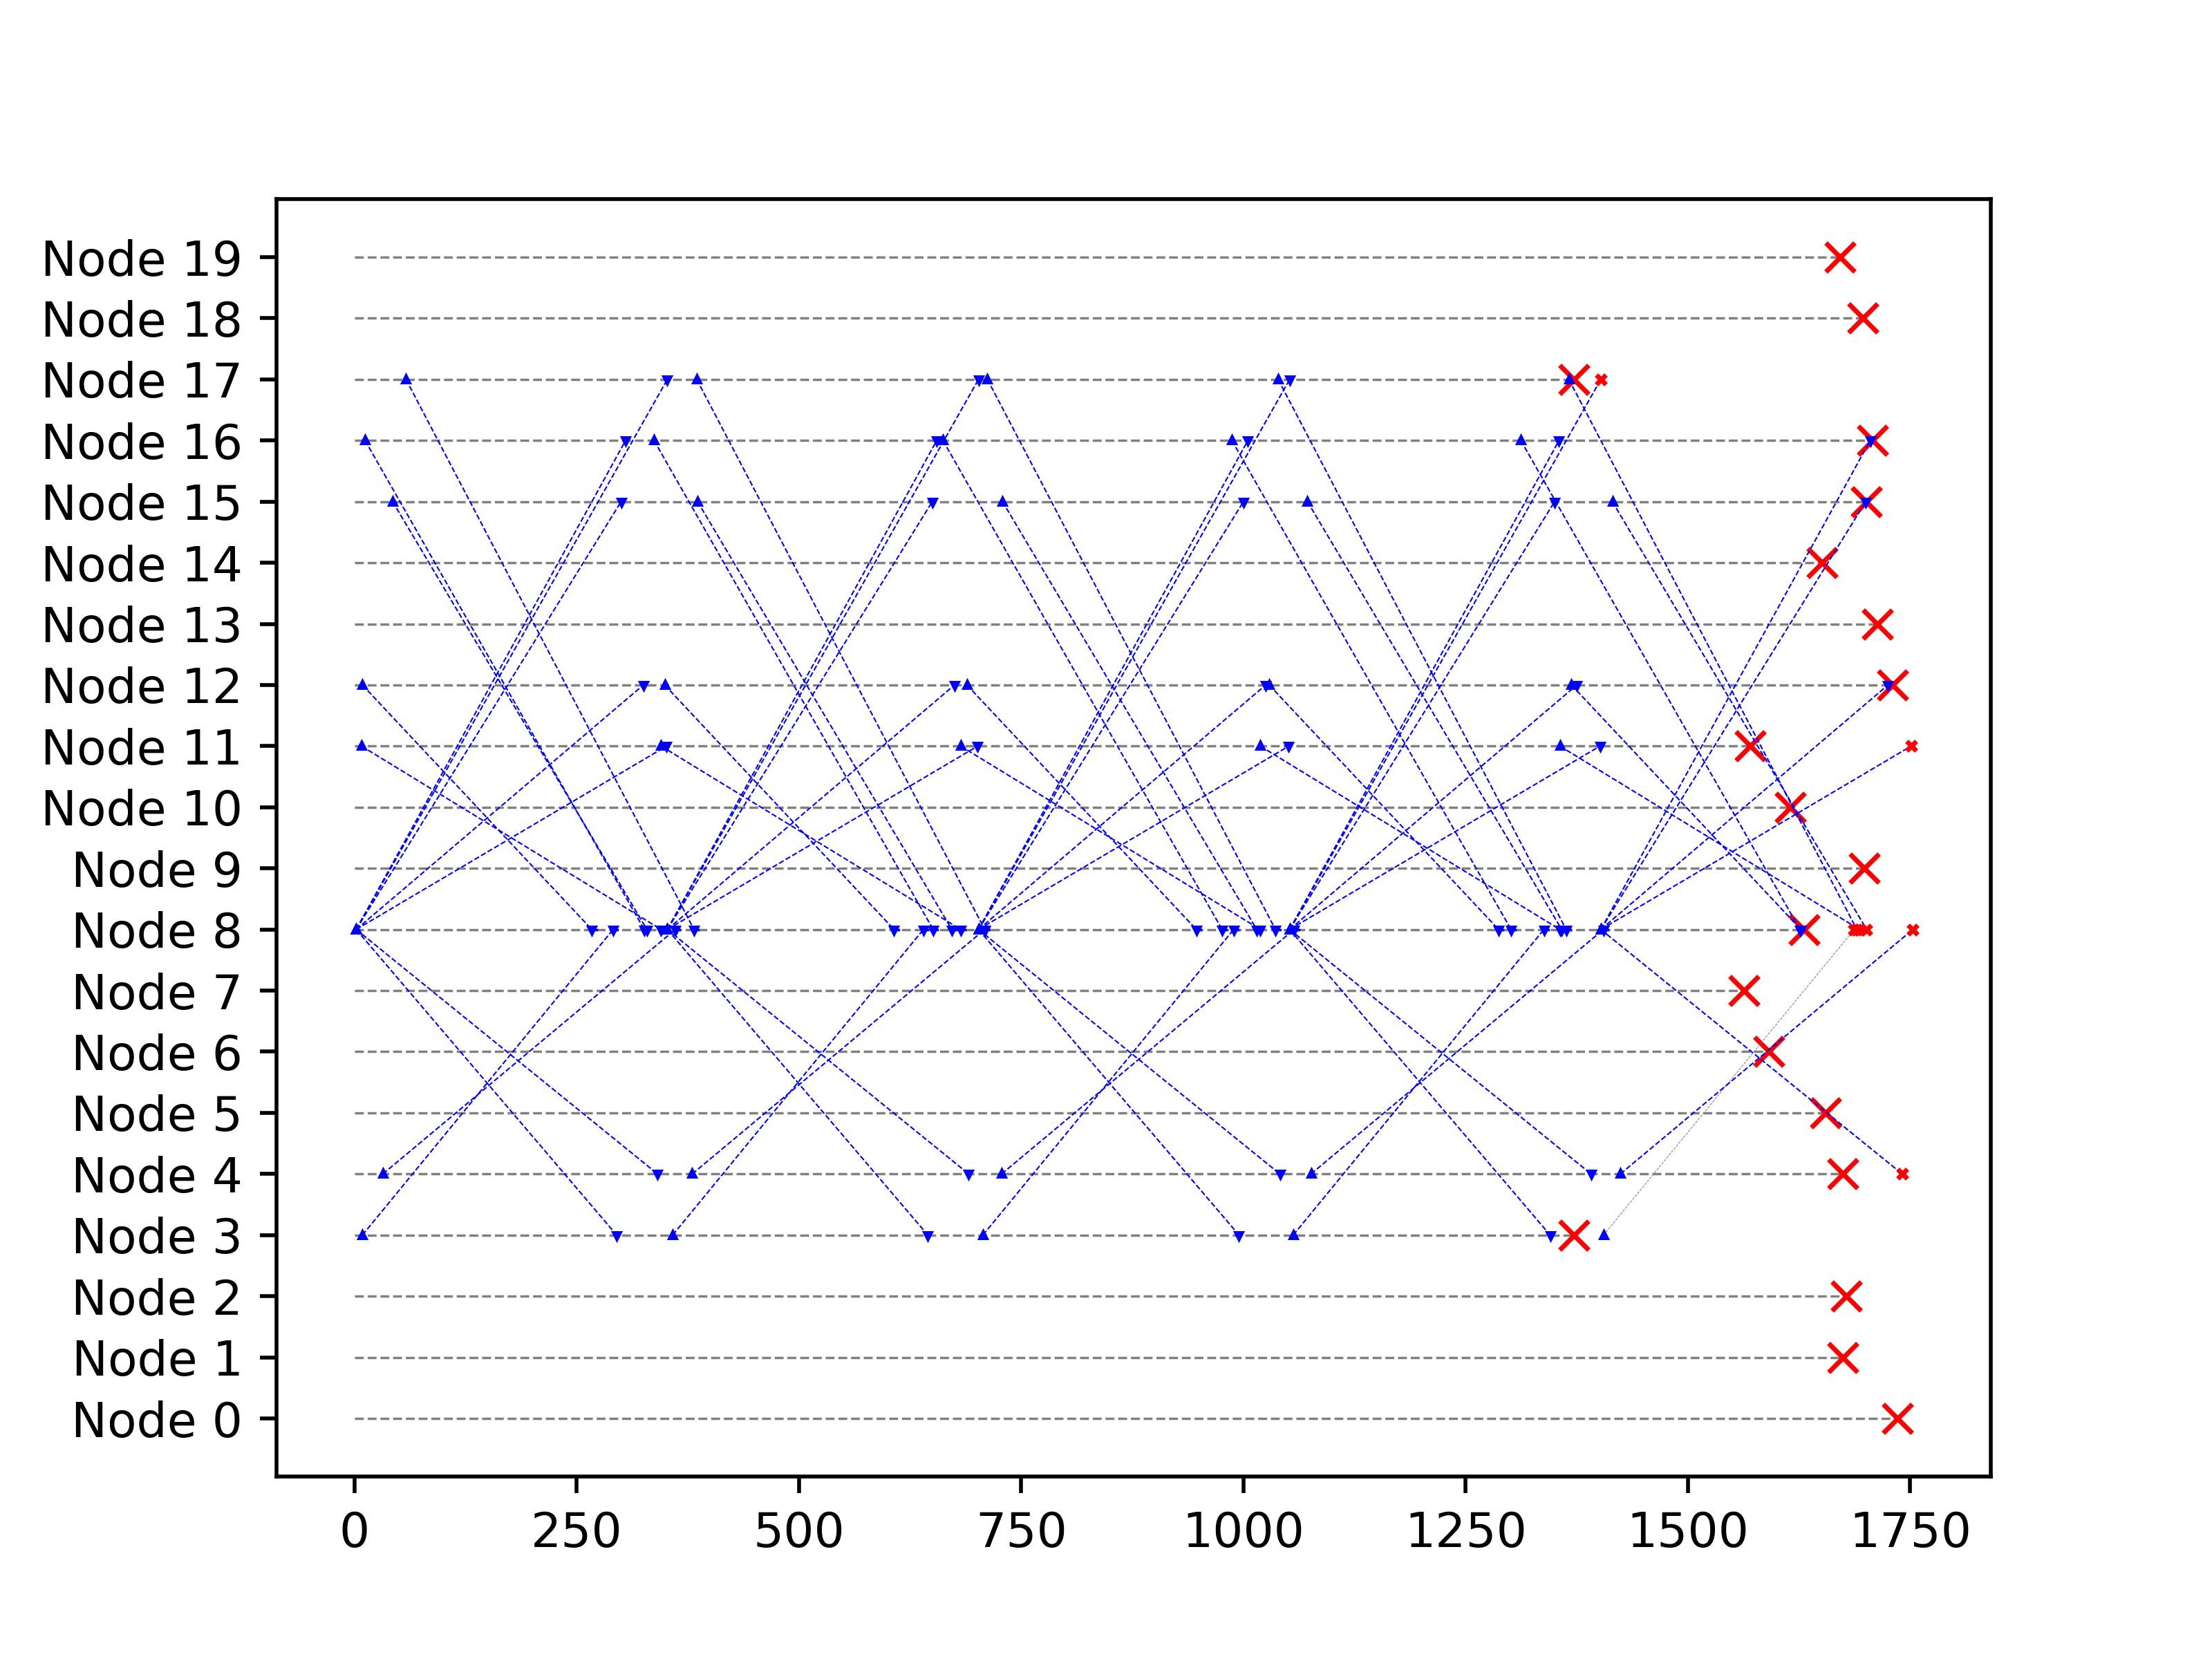 Node 19
Node 18
Node 17
Node 16
Node 15
Node 14
Node 13
Node 12
Node 11
Node 10
Node 9
Node 8
Node 7
Node 6
Node 5
Node 4
Node 3
Node 2
Node 1
Node 0
0 250 500 750 1000 1250 1500 1750